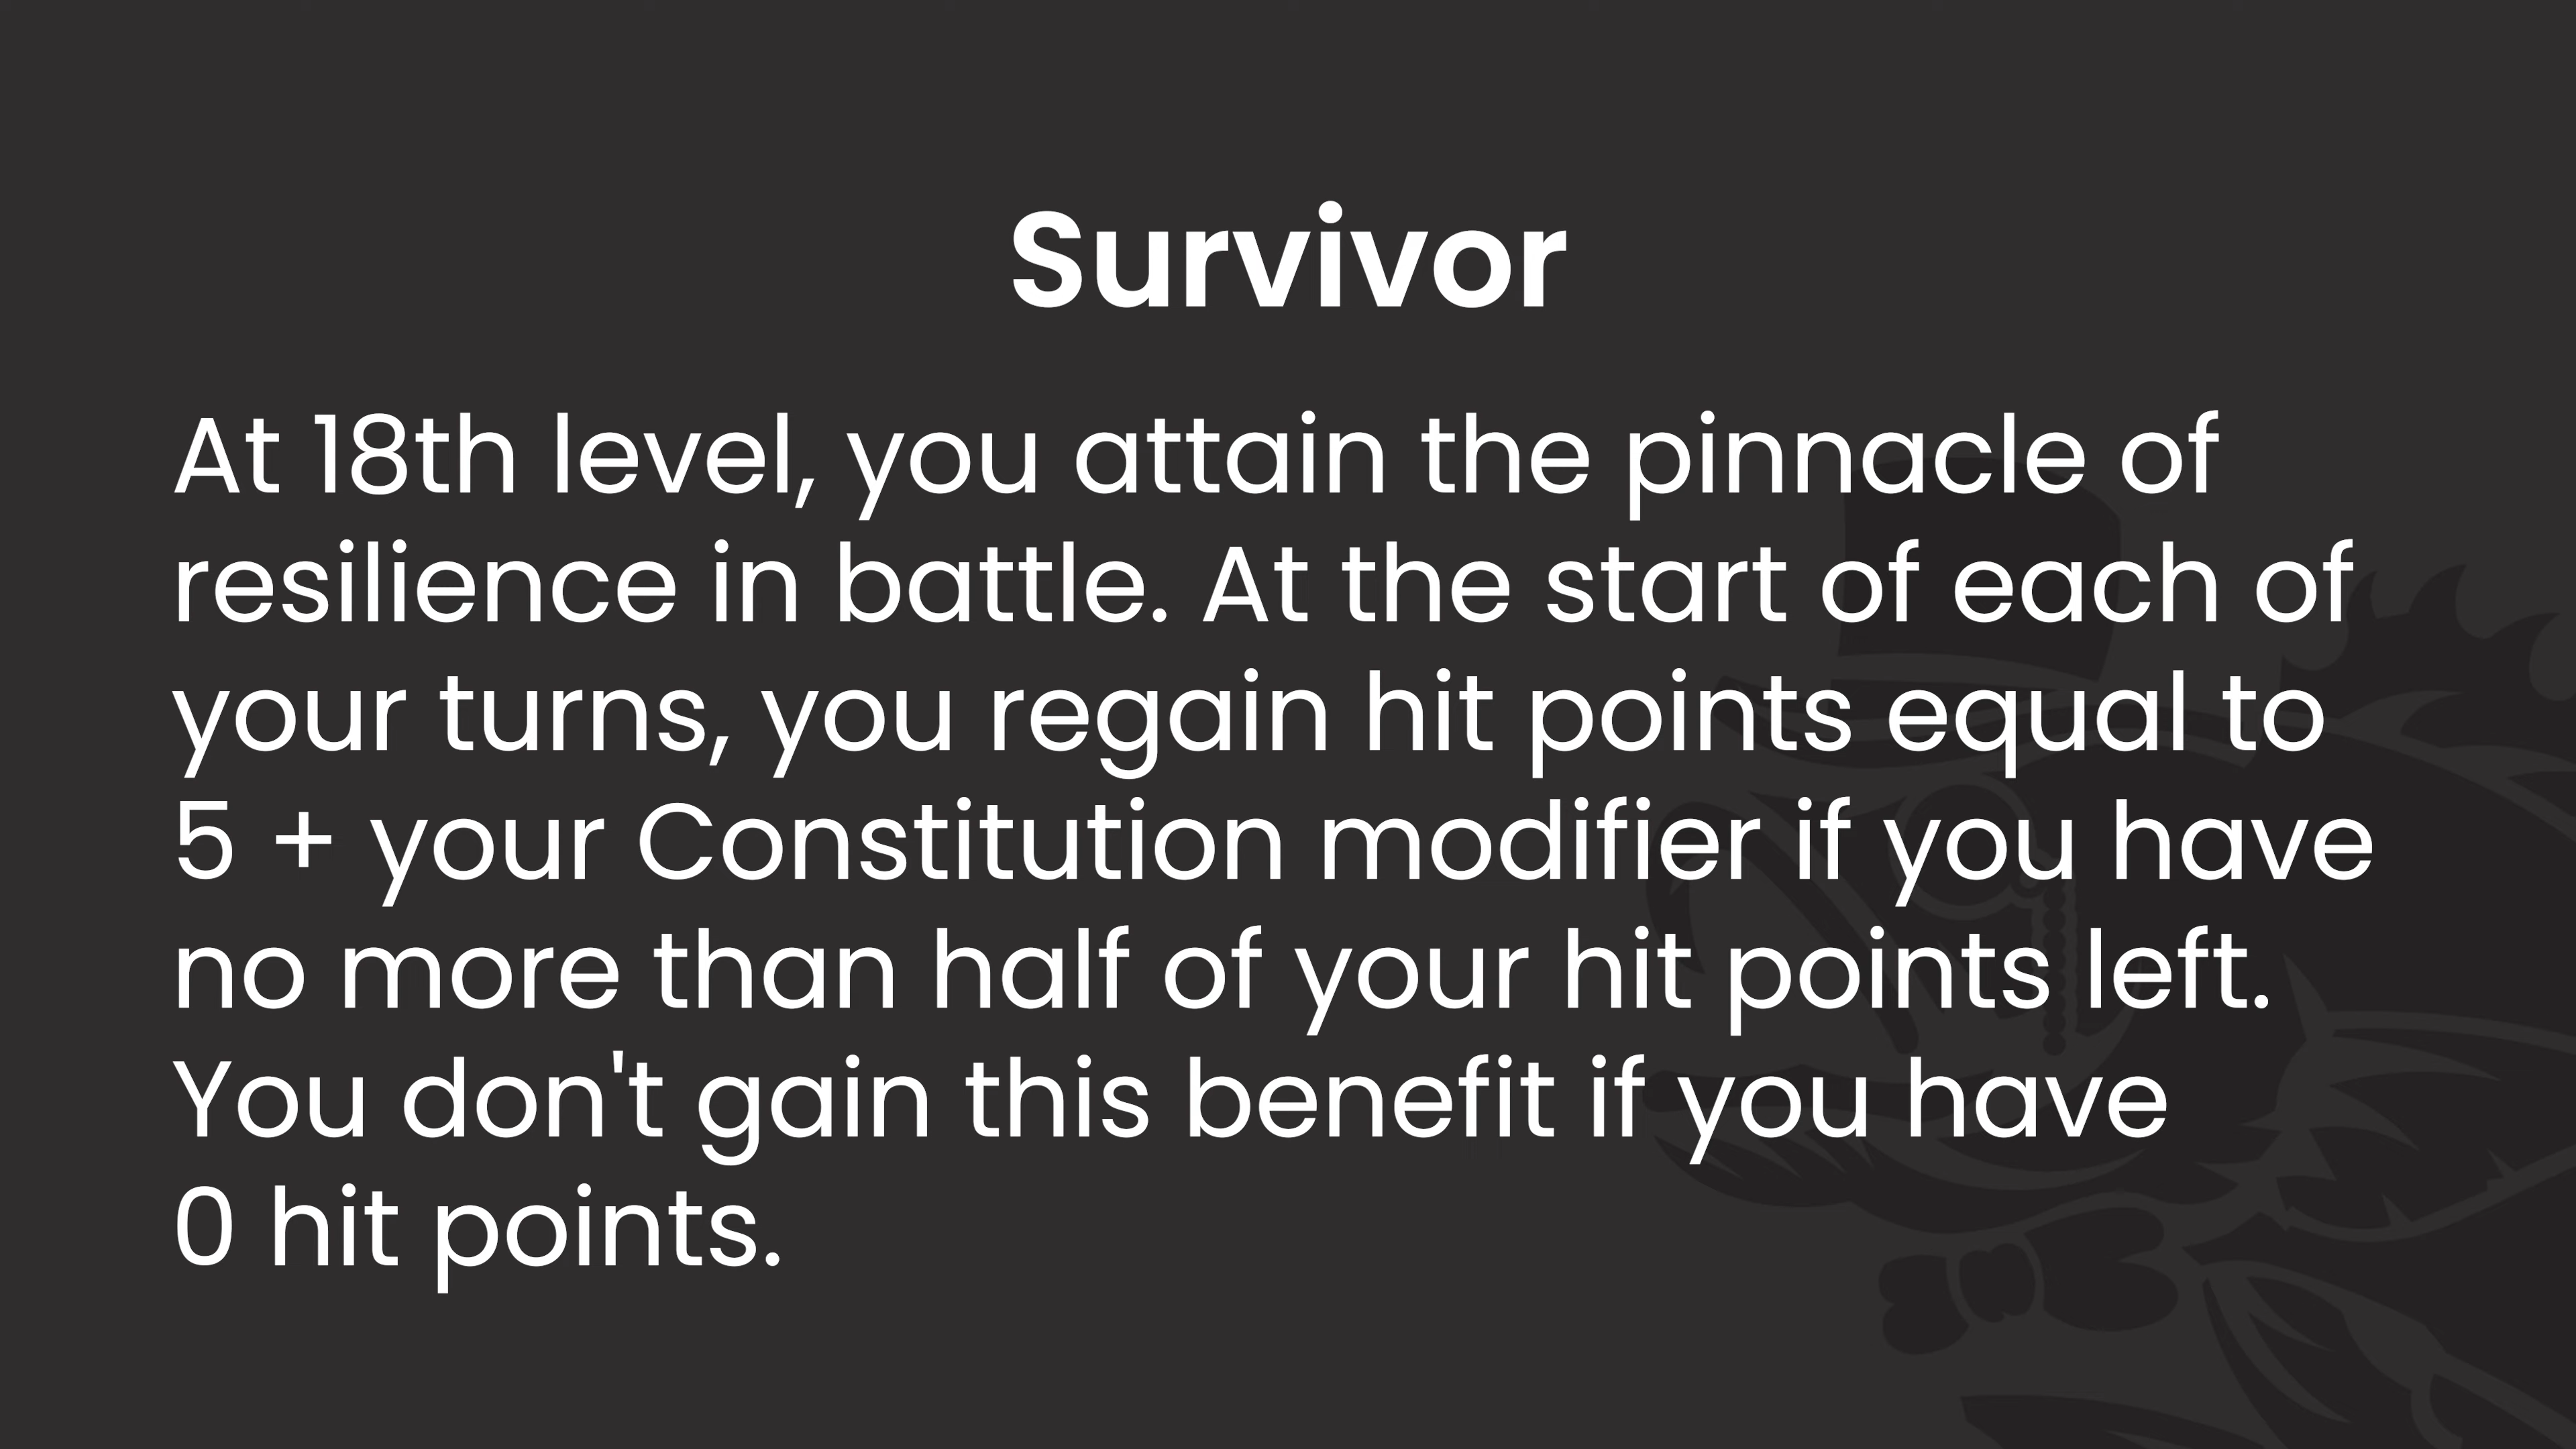 Survivor
At 18th level, you attain the pinnacle of
resilience in battle. At the start of each of
your turns, you regain hit points equal to
5 + your Constitution modifier if you have
no more than half of your hit points left.
You don't gain this benefit if you have
0 hit points.